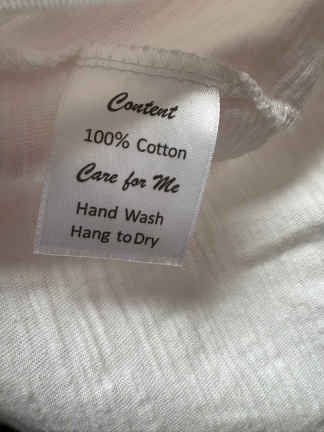 Content
100% Cotton
Care for Me
Hand Wash
Hang to Dry